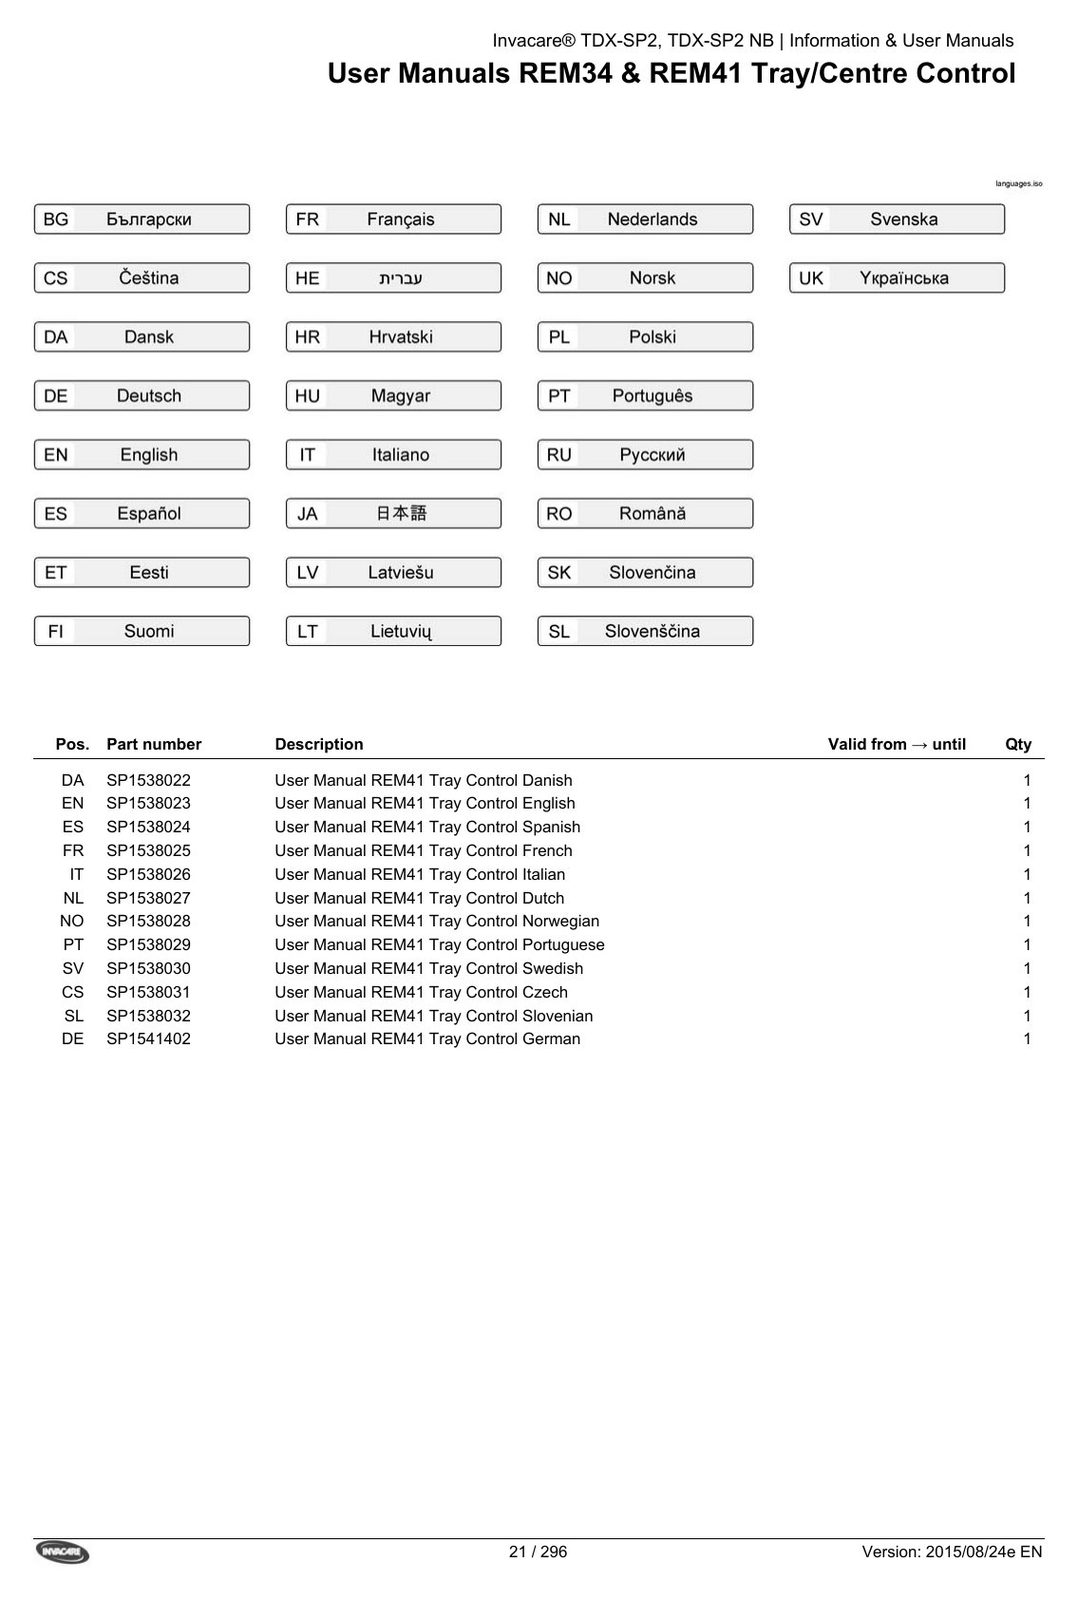 Invacare® TDX-SP2, TDX-SP2 NB | Information & User Manuals
User Manuals REM34 & REM41 Tray/Centre Control
languages.iso
BG Български FR Français NL Nederlands SV Svenska
CS Čeština HE עברית NO Norsk UK Yкраїнська
DA Dansk HR Hrvatski PL Polski
DE Deutsch HU Magyar PT Português
EN English IT Italiano RU Русский
ES Español JA 日本語 RO Română
ET Eesti LV Latviešu SK Slovenčina
FI Suomi LT Lietuvių SL Slovenščina
Pos. Part number Description Valid from → until Qty
DA SP1538022 User Manual REM41 Tray Control Danish 1
EN SP1538023 User Manual REM41 Tray Control English 1
ES SP1538024 User Manual REM41 Tray Control Spanish 1
FR SP1538025 User Manual REM41 Tray Control French 1
IT SP1538026 User Manual REM41 Tray Control Italian 1
NL SP1538027 User Manual REM41 Tray Control Dutch 1
NO SP1538028 User Manual REM41 Tray Control Norwegian 1
PT SP1538029 User Manual REM41 Tray Control Portuguese 1
SV SP1538030 User Manual REM41 Tray Control Swedish 1
CS SP1538031 User Manual REM41 Tray Control Czech 1
SL SP1538032 User Manual REM41 Tray Control Slovenian 1
DE SP1541402 User Manual REM41 Tray Control German 1
INVACARE 21 / 296 Version: 2015/08/24e EN